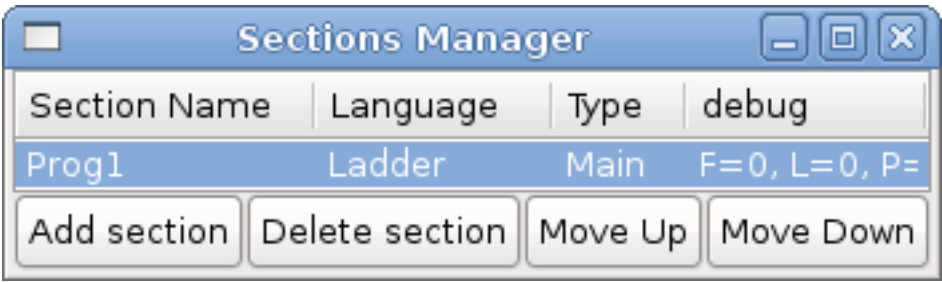 Sections Manager
Section Name Language Type debug
Prog1 Ladder Main F=0, L=0, P=
Add section Delete section Move Up Move Down